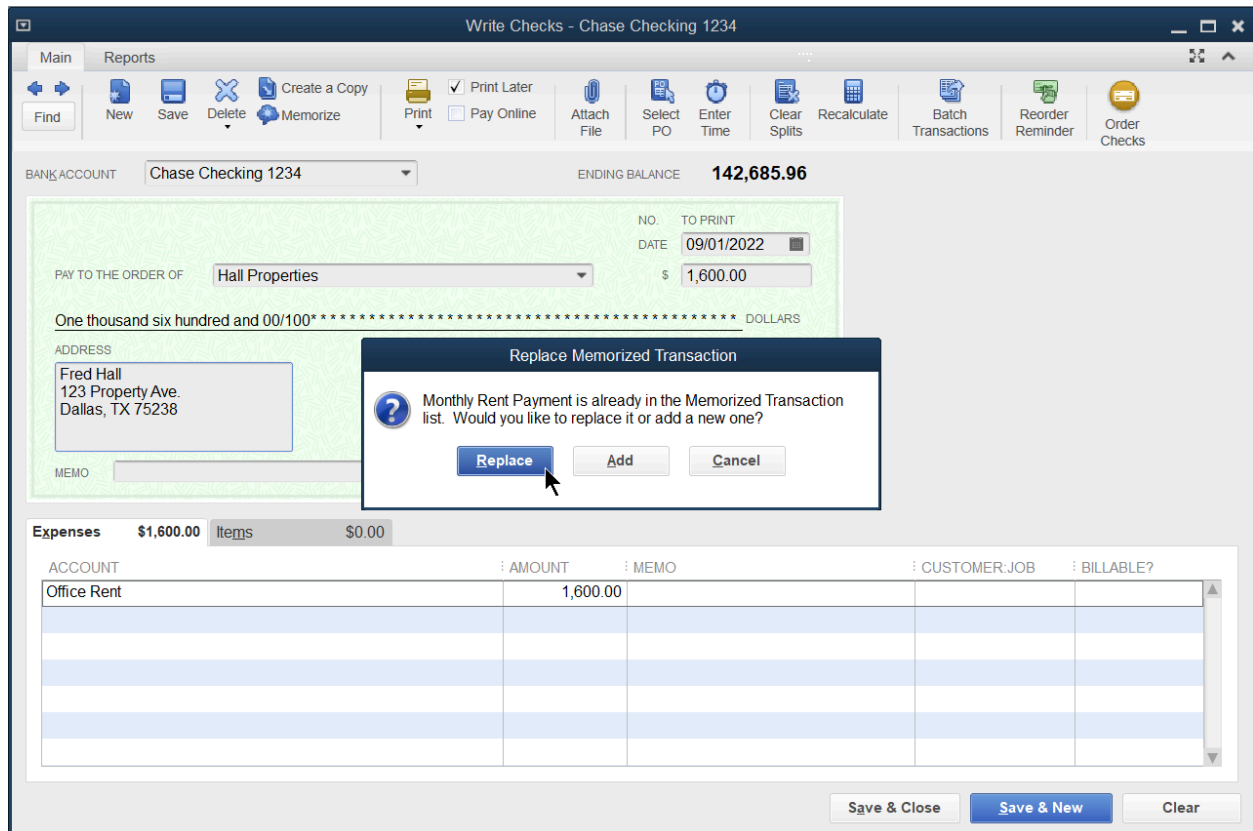 Write Checks - Chase Checking 1234
Main Reports
Find New Save Delete Create a Copy Memorize Print Print Later Pay Online Attach File Select PO Enter Time Clear Splits Recalculate Batch Transactions Reorder Reminder Order Checks
BANK ACCOUNT Chase Checking 1234 ENDING BALANCE 142,685.96
NO. TO PRINT
DATE 09/01/2022
PAY TO THE ORDER OF Hall Properties $ 1,600.00
One thousand six hundred and 00/100* * * * * * * * * * * * * * * * * * * * * * * * * * * * * * * * * * * * * * * * * * * * DOLLARS
ADDRESS
Fred Hall
123 Property Ave.
Dallas, TX 75238
MEMO
Replace Memorized Transaction
Monthly Rent Payment is already in the Memorized Transaction
list. Would you like to replace it or add a new one?
Replace Add Cancel
Expenses $1,600.00 Items $0.00
ACCOUNT AMOUNT MEMO CUSTOMER:JOB BILLABLE?
Office Rent 1,600.00
Save & Close Save & New Clear